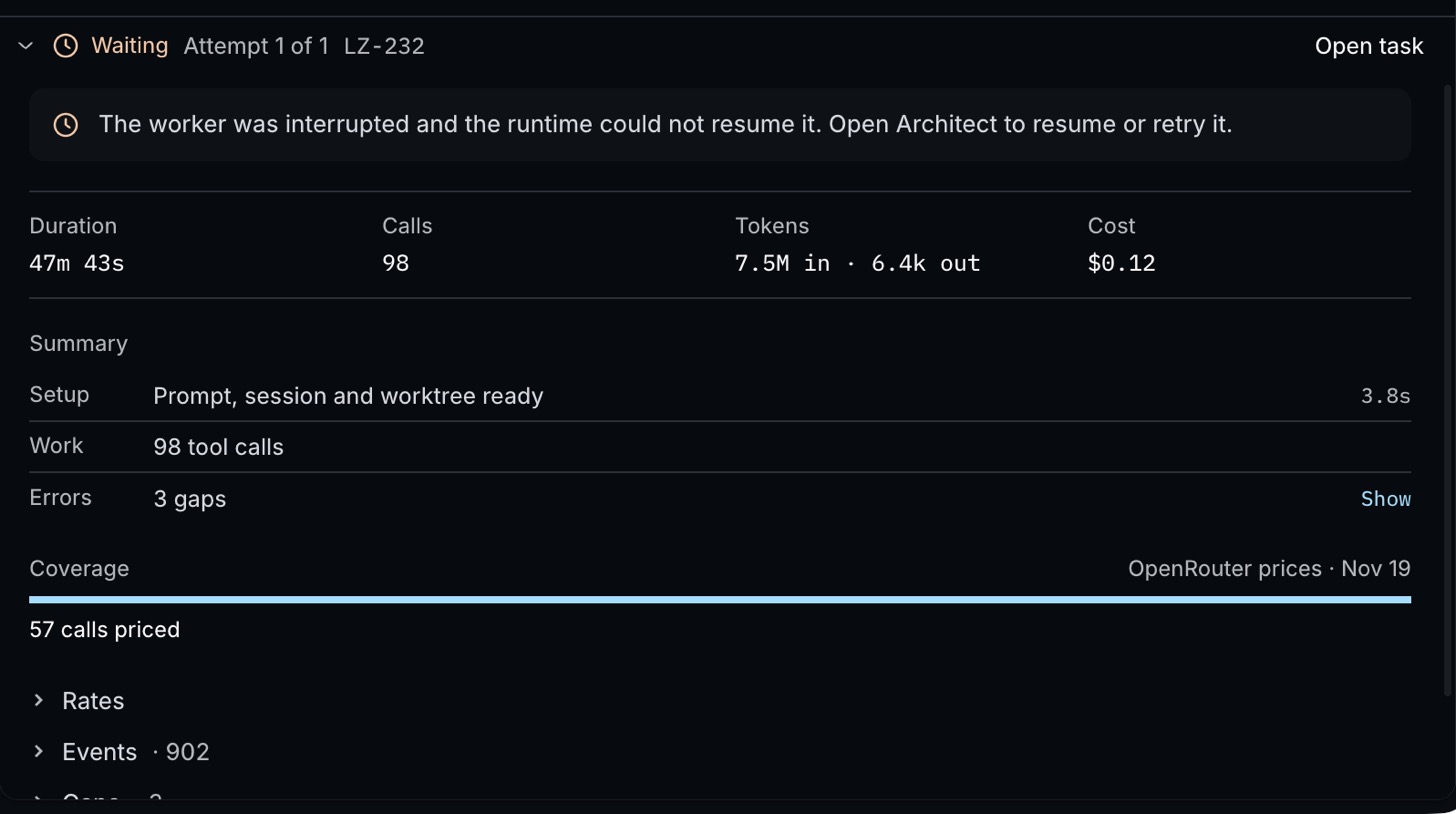 Waiting Attempt 1 of 1 LZ-232 Open task
The worker was interrupted and the runtime could not resume it. Open Architect to resume or retry it.
Duration Calls Tokens Cost
47m 43s 98 7.5M in · 6.4k out $0.12
Summary
Setup Prompt, session and worktree ready 3.8s
Work 98 tool calls
Errors 3 gaps Show
Coverage OpenRouter prices · Nov 19
57 calls priced
Rates
Events · 902